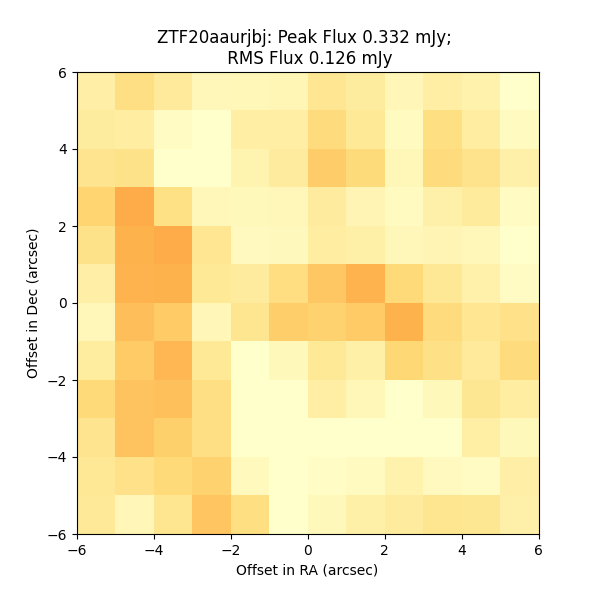 ZTF20aaurjbj: Peak Flux 0.332 mJy;
RMS Flux 0.126 mJy
6
4
2
0
−2
−4
−6
Offset in Dec (arcsec)
−6 −4 −2 0 2 4 6
Offset in RA (arcsec)